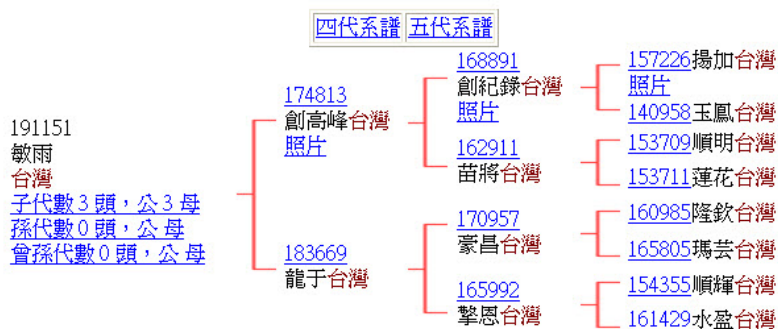 四代系譜 五代系譜
191151
敏雨
台灣
子代數3頭，公3母
孫代數0頭，公母
曾孫代數0頭，公母
174813
創高峰台灣
照片
183669
龍于台灣
168891
創紀錄台灣
照片
162911
苗將台灣
170957
豪昌台灣
165992
擎恩台灣
157226揚加台灣
照片
140958玉鳳台灣
153709順明台灣
153711蓮花台灣
160985隆欽台灣
165805瑪芸台灣
154355順輝台灣
161429水盈台灣